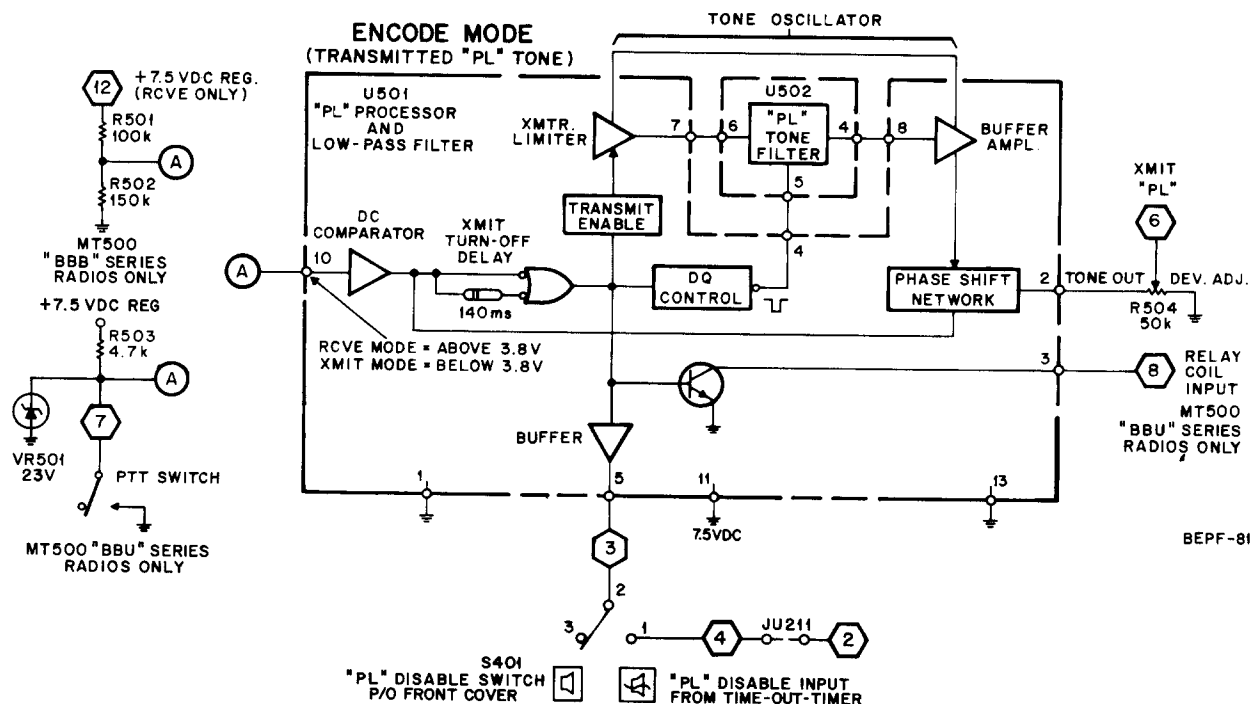 TONE OSCILLATOR
ENCODE MODE
(TRANSMITTED "PL" TONE)
12
+7.5 VDC REG.
(RCVE ONLY)
R501
100k
A
R502
150k
MT500
"BBB" SERIES
RADIOS ONLY
+7.5 VDC REG
R503
4.7k
A
7
VR501
23V
PTT SWITCH
MT500 "BBU" SERIES
RADIOS ONLY
U501
"PL" PROCESSOR
AND
LOW-PASS FILTER
XMTR.
LIMITER
7
6
U502
"PL"
TONE
FILTER
4
8
BUFFER
AMPL.
5
4
TRANSMIT
ENABLE
A
10
DC
COMPARATOR
XMIT
TURN-OFF
DELAY
140ms
DQ
CONTROL
PHASE SHIFT
NETWORK
2
TONE OUT
XMIT
"PL"
6
DEV. ADJ.
R504
50k
RCVE MODE = ABOVE 3.8V
XMIT MODE = BELOW 3.8V
3
8
RELAY
COIL
INPUT
MT500
"BBU" SERIES
RADIOS ONLY
BUFFER
1
5
11
7.5VDC
13
BEPF-81
3
2
3
1
4
JU211
2
S401
"PL" DISABLE SWITCH
P/O FRONT COVER
"PL" DISABLE INPUT
FROM TIME-OUT-TIMER